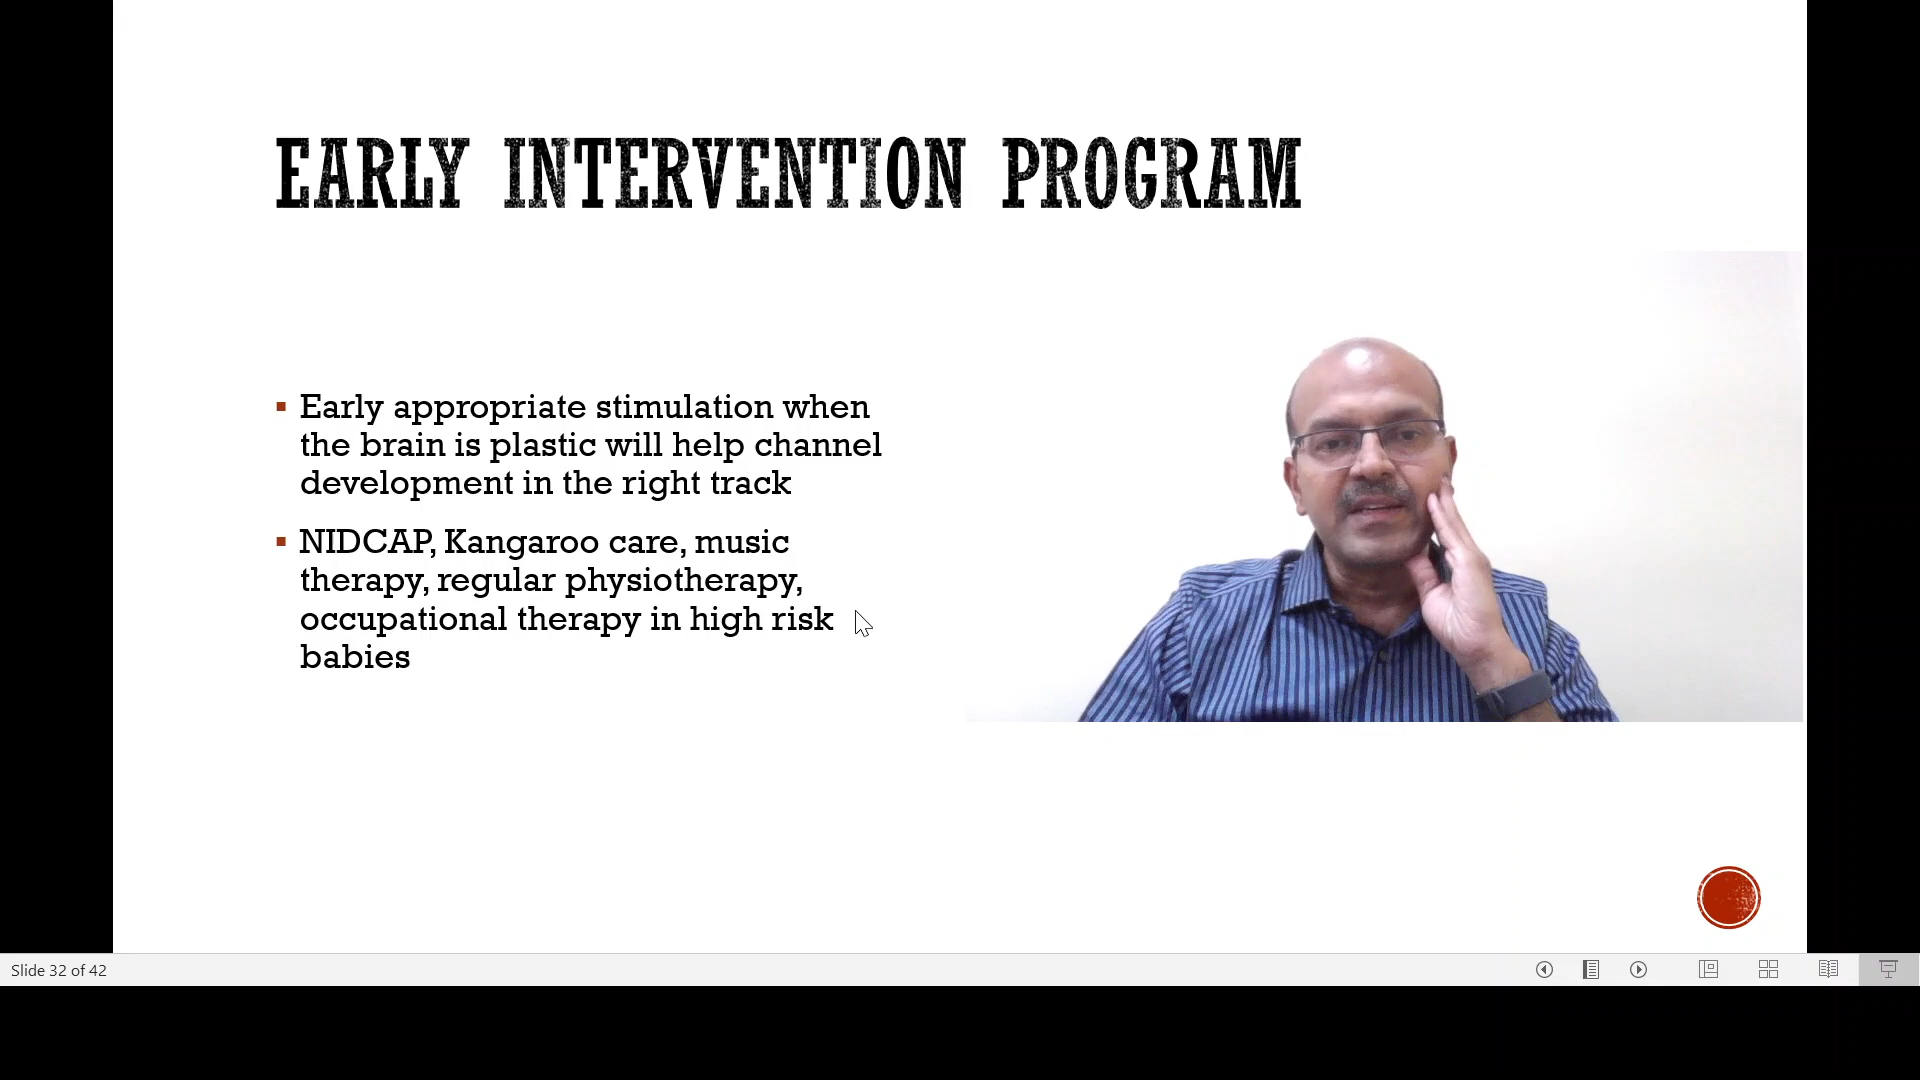 EARLY INTERVENTION PROGRAM
Early appropriate stimulation when
the brain is plastic will help channel
development in the right track
NIDCAP, Kangaroo care, music
therapy, regular physiotherapy,
occupational therapy in high risk
babies
Slide 32 of 42